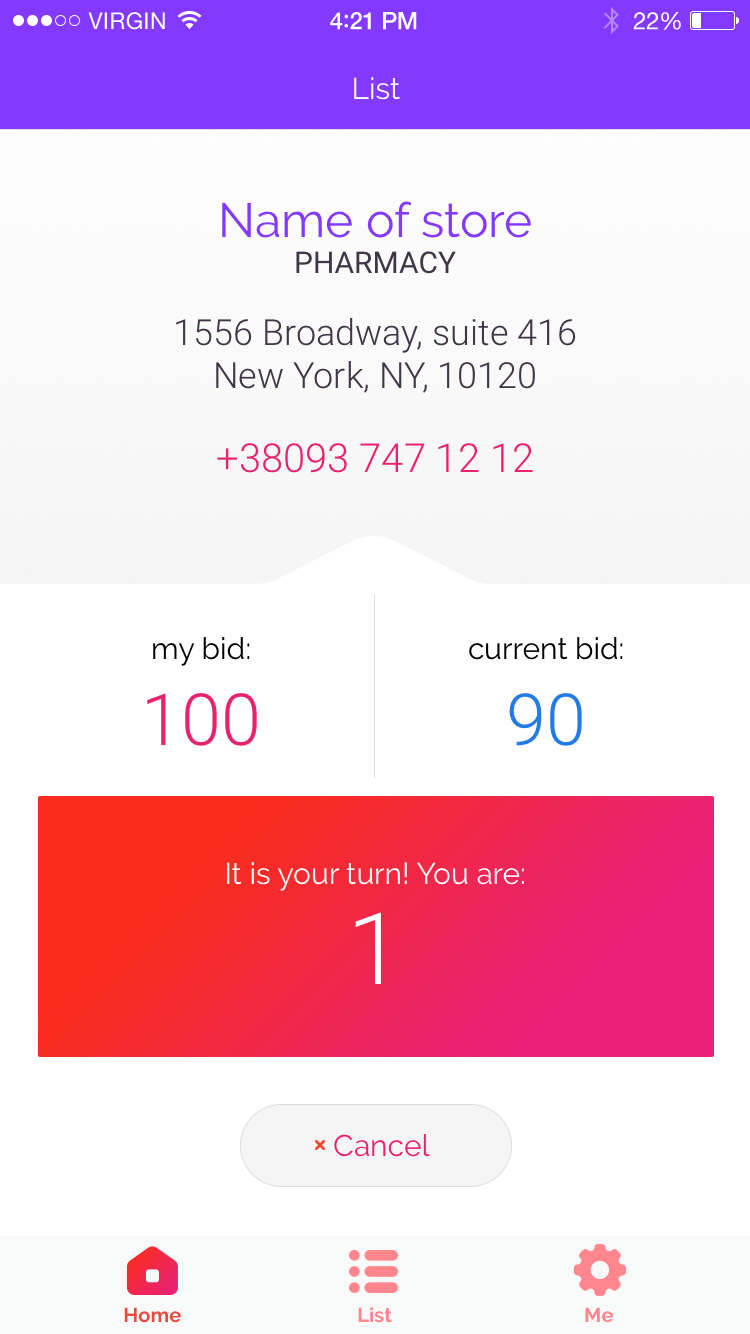 VIRGIN 4:21 PM 22%
List
Name of store
PHARMACY
1556 Broadway, suite 416
New York, NY, 10120
+38093 747 12 12
my bid: current bid:
100 90
It is your turn! You are:
1
× Cancel
Home List Me